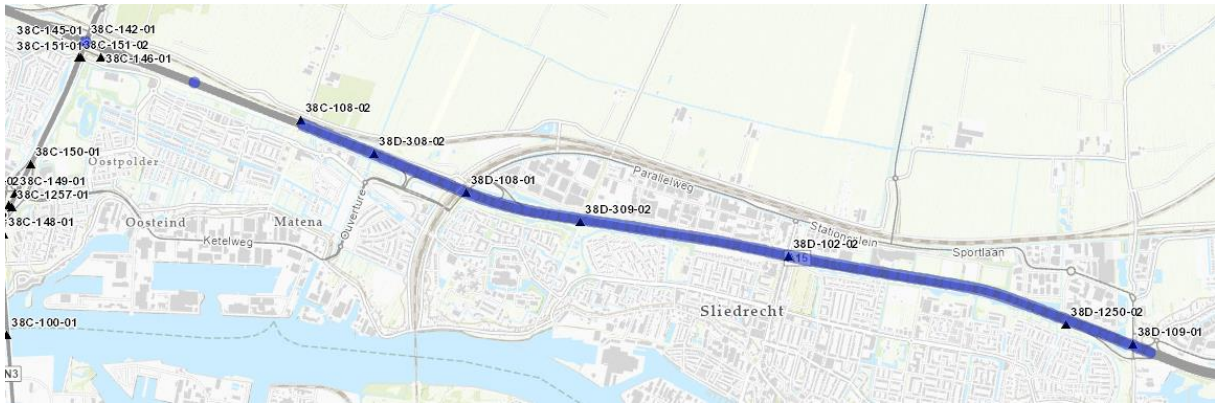 38C-145-01
38C-142-01
38C-151-01
38C-151-02
38C-146-01
38C-108-02
38D-308-02
38C-150-01
Oostpolder
38C-149-01
38C-1257-01
38C-148-01
Oosteind
Matena
Ouverture
Ketelweg
38D-108-01
Parallelweg
38D-309-02
Stationsplein
Sportlaan
38D-102-02
15
Sliedrecht
38D-1250-02
38D-109-01
38C-100-01
N3